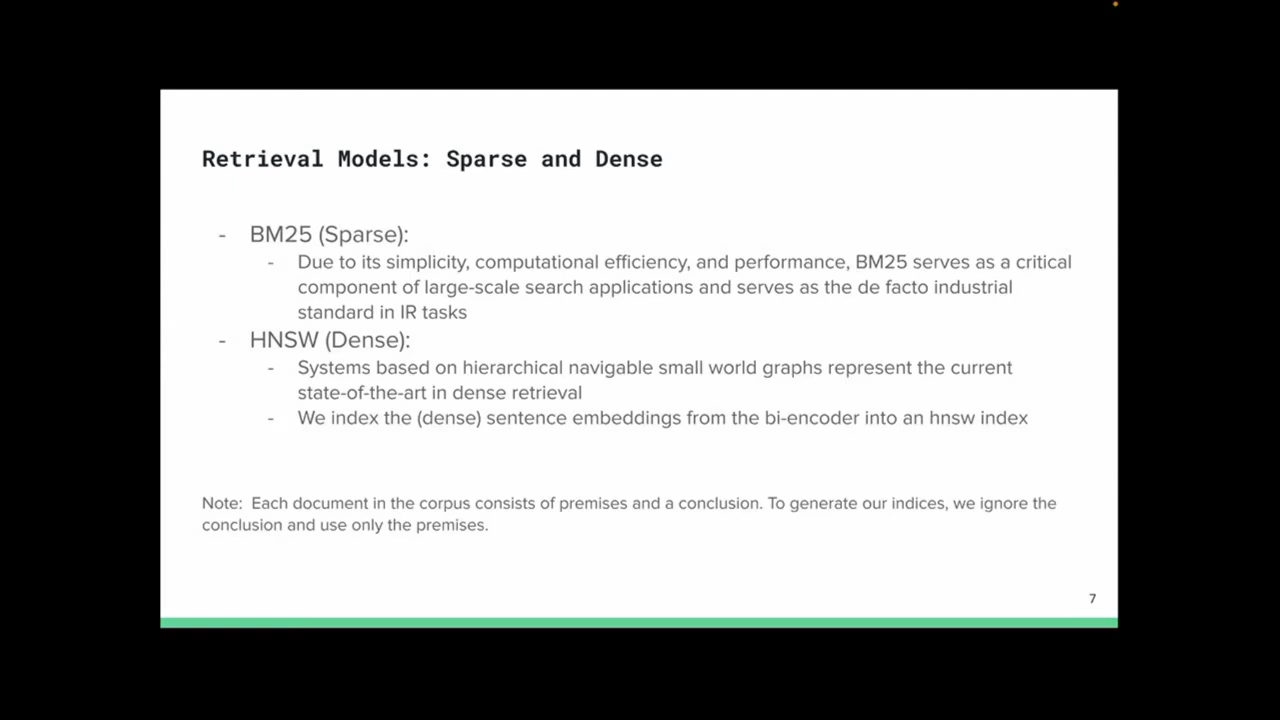 Retrieval Models: Sparse and Dense
- BM25 (Sparse):
- Due to its simplicity, computational efficiency, and performance, BM25 serves as a critical
component of large-scale search applications and serves as the de facto industrial
standard in IR tasks
- HNSW (Dense):
- Systems based on hierarchical navigable small world graphs represent the current
state-of-the-art in dense retrieval
- We index the (dense) sentence embeddings from the bi-encoder into an hnsw index
Note: Each document in the corpus consists of premises and a conclusion. To generate our indices, we ignore the
conclusion and use only the premises.
7